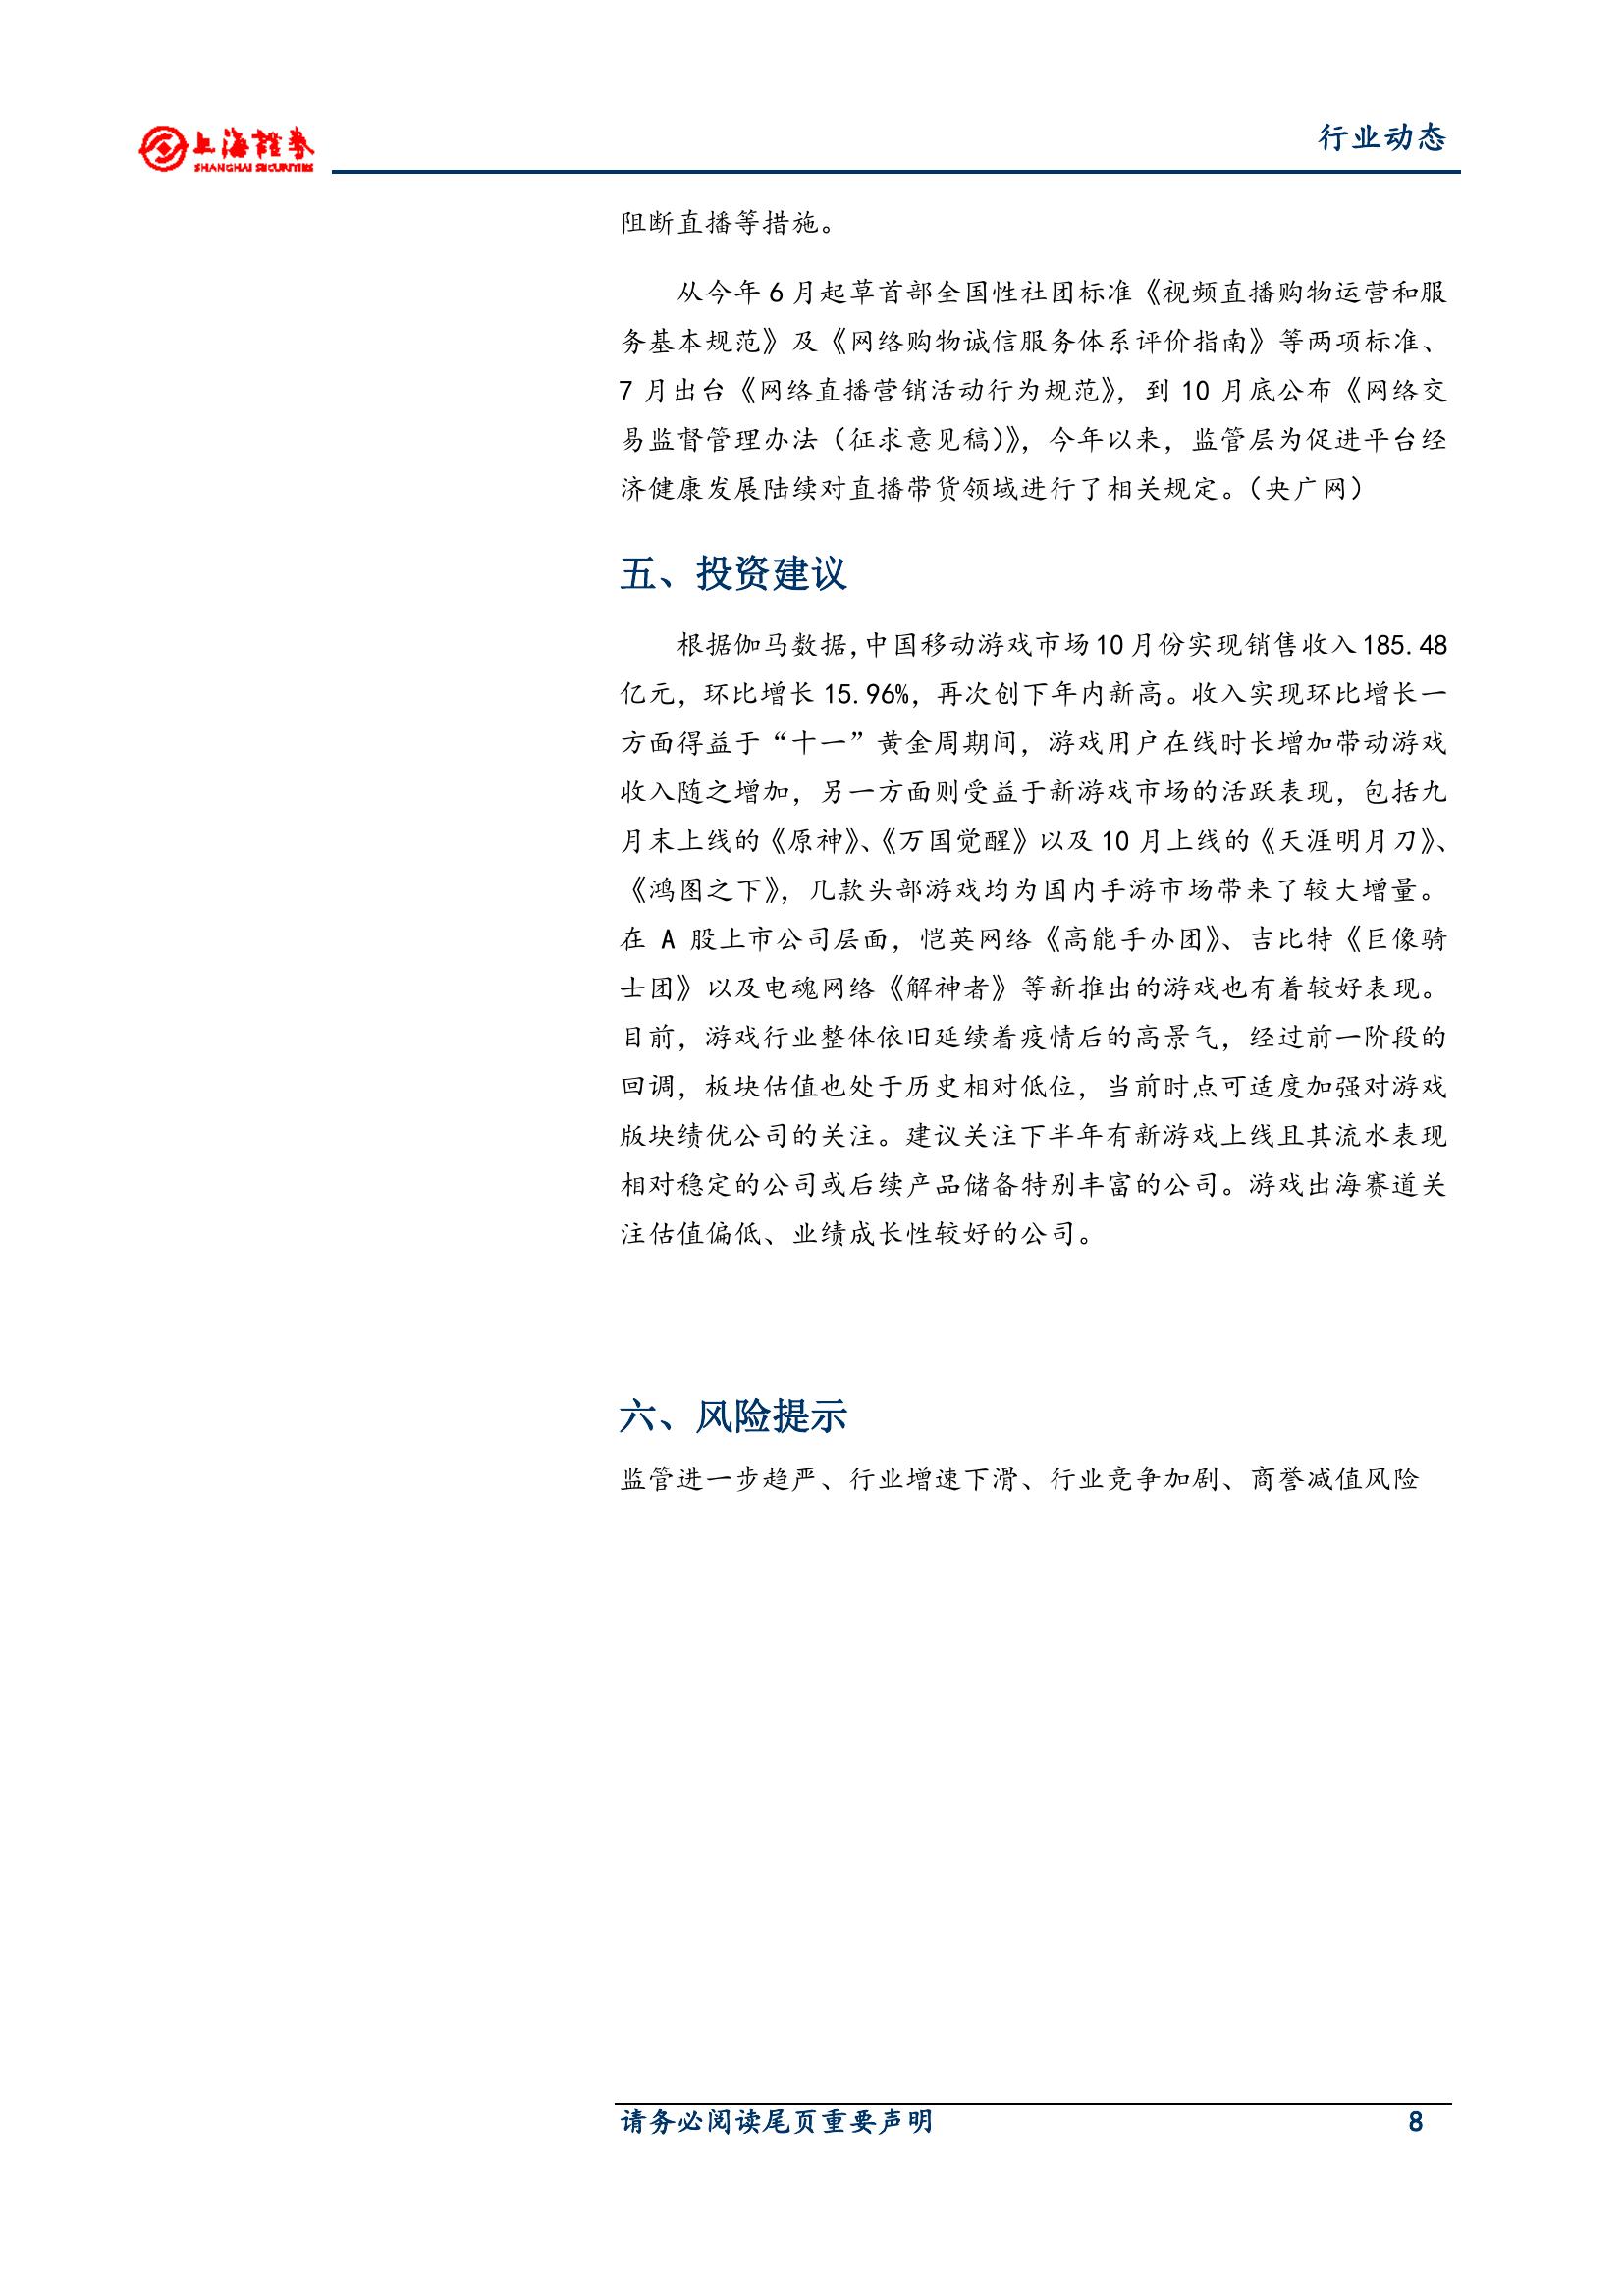 上海證券
SHANGHAI SECURITIES
行业动态
阻断直播等措施。
从今年 6 月起草首部全国性社团标准《视频直播购物运营和服
务基本规范》及《网络购物诚信服务体系评价指南》等两项标准、
7 月出台《网络直播营销活动行为规范》，到 10 月底公布《网络交
易监督管理办法（征求意见稿）》，今年以来，监管层为促进平台经
济健康发展陆续对直播带货领域进行了相关规定。（央广网）
五、投资建议
根据伽马数据,中国移动游戏市场 10 月份实现销售收入 185.48
亿元，环比增长 15.96%，再次创下年内新高。收入实现环比增长一
方面得益于“十一”黄金周期间，游戏用户在线时长增加带动游戏
收入随之增加，另一方面则受益于新游戏市场的活跃表现，包括九
月末上线的《原神》、《万国觉醒》以及 10 月上线的《天涯明月刀》、
《鸿图之下》，几款头部游戏均为国内手游市场带来了较大增量。
在 A 股上市公司层面，恺英网络《高能手办团》、吉比特《巨像骑
士团》以及电魂网络《解神者》等新推出的游戏也有着较好表现。
目前，游戏行业整体依旧延续着疫情后的高景气，经过前一阶段的
回调，板块估值也处于历史相对低位，当前时点可适度加强对游戏
版块绩优公司的关注。建议关注下半年有新游戏上线且其流水表现
相对稳定的公司或后续产品储备特别丰富的公司。游戏出海赛道关
注估值偏低、业绩成长性较好的公司。
六、风险提示
监管进一步趋严、行业增速下滑、行业竞争加剧、商誉减值风险
请务必阅读尾页重要声明 8